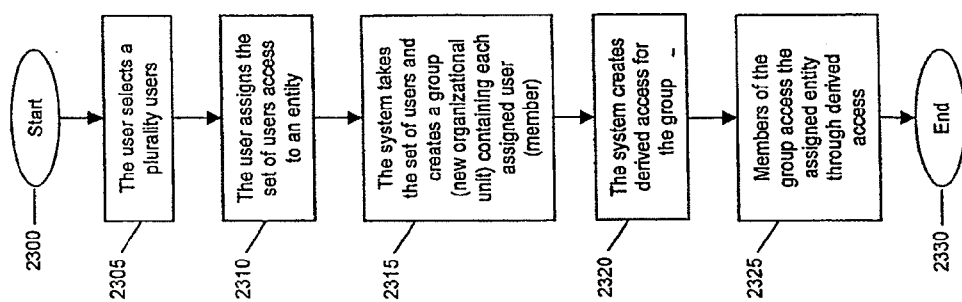 Start
2300
The user selects a
plurality users
2305
The user assigns the
set of users access
to an entity
2310
The system takes
the set of users and
creates a group
(new organizational
unit) containing each
assigned user
(member)
2315
The system creates
derived access for
the group
2320
Members of the
group access the
assigned entity
through derived
access
2325
End
2330